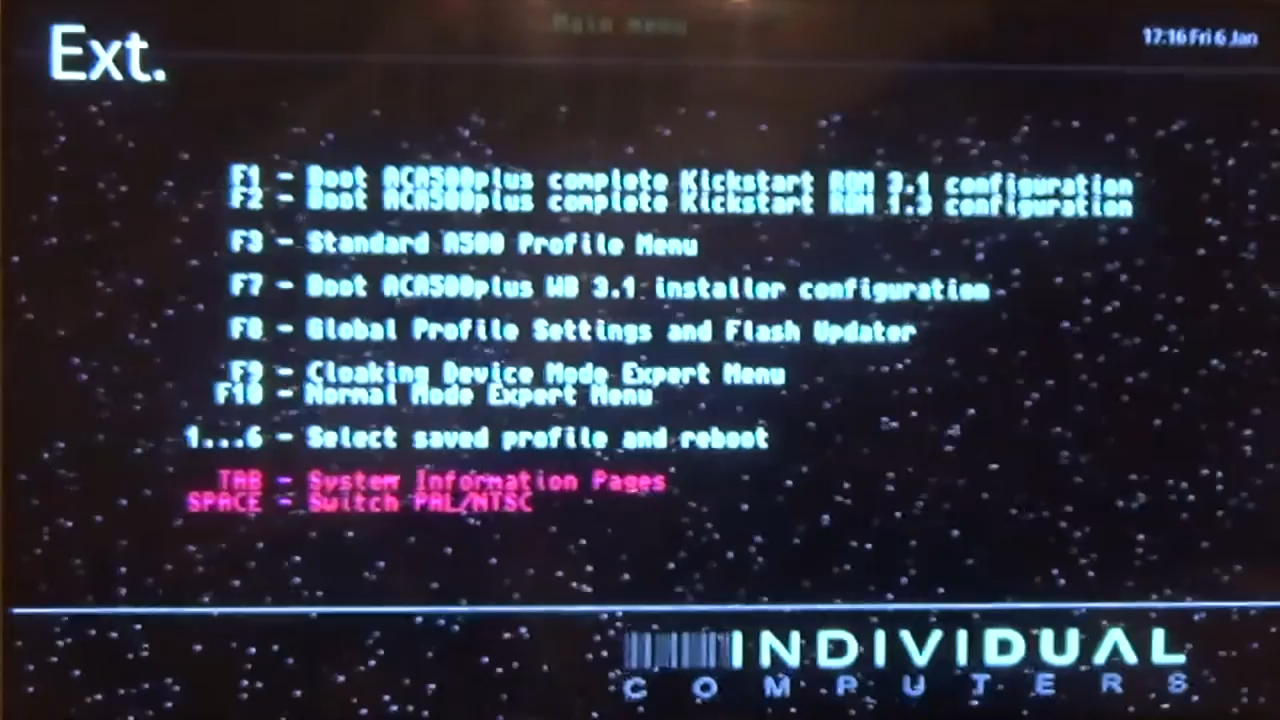 Main menu
Ext.
17:16 Fri 6 Jan
F1 - Boot ACA500plus complete Kickstart ROM 3.1 configuration
F2 - Boot ACA500plus complete Kickstart ROM 1.3 configuration
F3 - Standard A500 Profile Menu
F7 - Boot ACA500plus WB 3.1 installer configuration
F8 - Global Profile Settings and Flash Updater
F9 - Cloaking Device Mode Expert Menu
F10 - Normal Mode Expert Menu
1...6 - Select saved profile and reboot
TAB - System Information Pages
SPACE - Switch PAL/NTSC
INDIVIDUAL
COMPUTERS